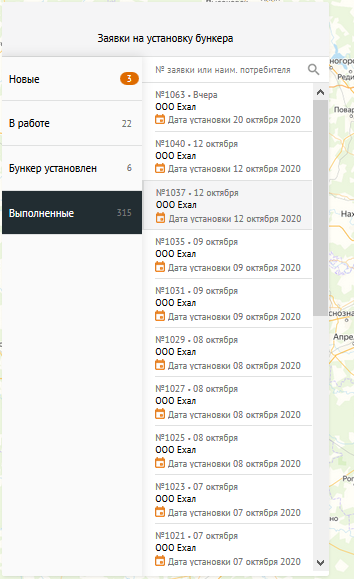 Заявки на установку бункера
Новые 3
В работе 22
Бункер установлен 6
Выполненные 315
№ заявки или наим. потребителя
№1063 • Вчера
ООО Ехал
Дата установки 20 октября 2020
№1040 • 12 октября
ООО Ехал
Дата установки 12 октября 2020
№1037 • 12 октября
ООО Ехал
Дата установки 12 октября 2020
№1035 • 09 октября
ООО Ехал
Дата установки 09 октября 2020
№1031 • 09 октября
ООО Ехал
Дата установки 09 октября 2020
№1029 • 08 октября
ООО Ехал
Дата установки 08 октября 2020
№1027 • 08 октября
ООО Ехал
Дата установки 08 октября 2020
№1025 • 08 октября
ООО Ехал
Дата установки 08 октября 2020
№1023 • 07 октября
ООО Ехал
Дата установки 07 октября 2020
№1021 • 07 октября
ООО Ехал
Дата установки 07 октября 2020